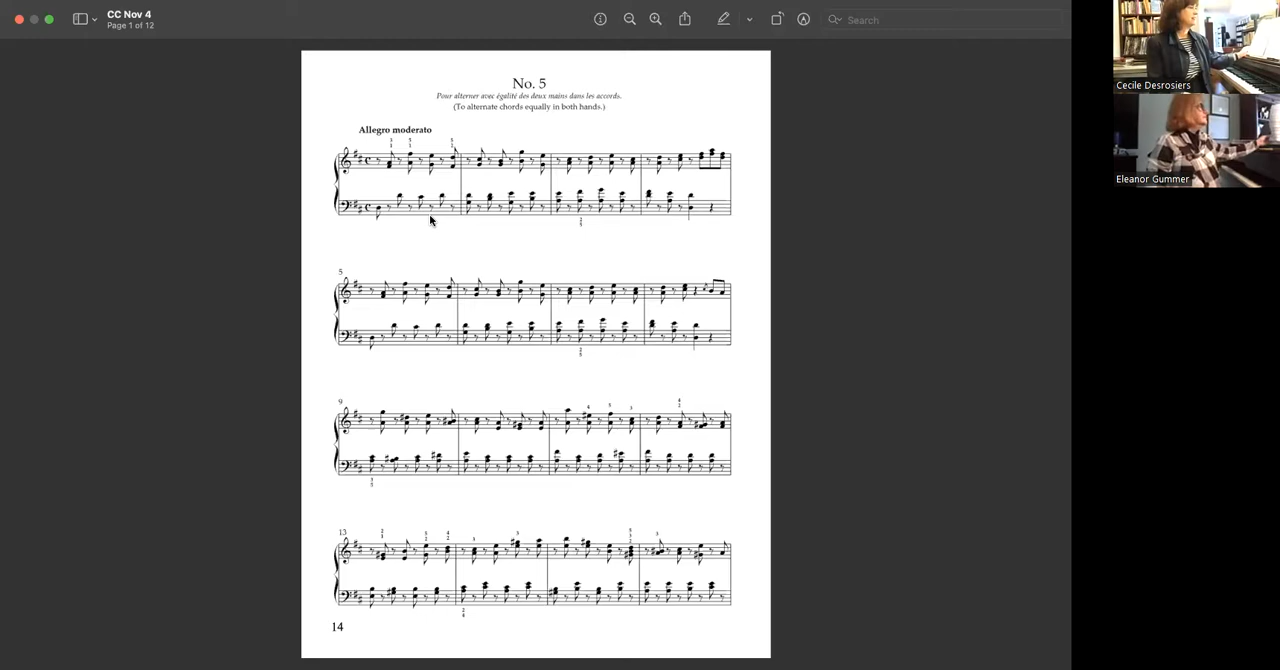 CC Nov 4
Page 1 of 12
Search
Cecile Desrosiers
Eleanor Gummer
No. 5
Pour alterner avec égalité des deux mains dans les accords.
(To alternate chords equally in both hands.)
Allegro moderato
5
9
13
14